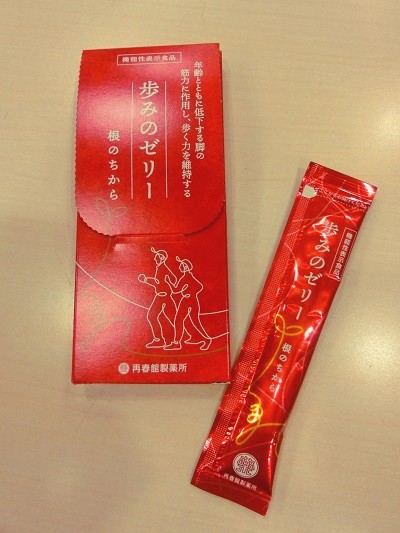 機能性表示食品
年齢とともに低下する脚の
筋力に作用し、歩く力を維持する
歩みのゼリー
根のちから
再春館製薬所
機能性表示食品
歩みのゼリー
根のちから
再春館製薬所